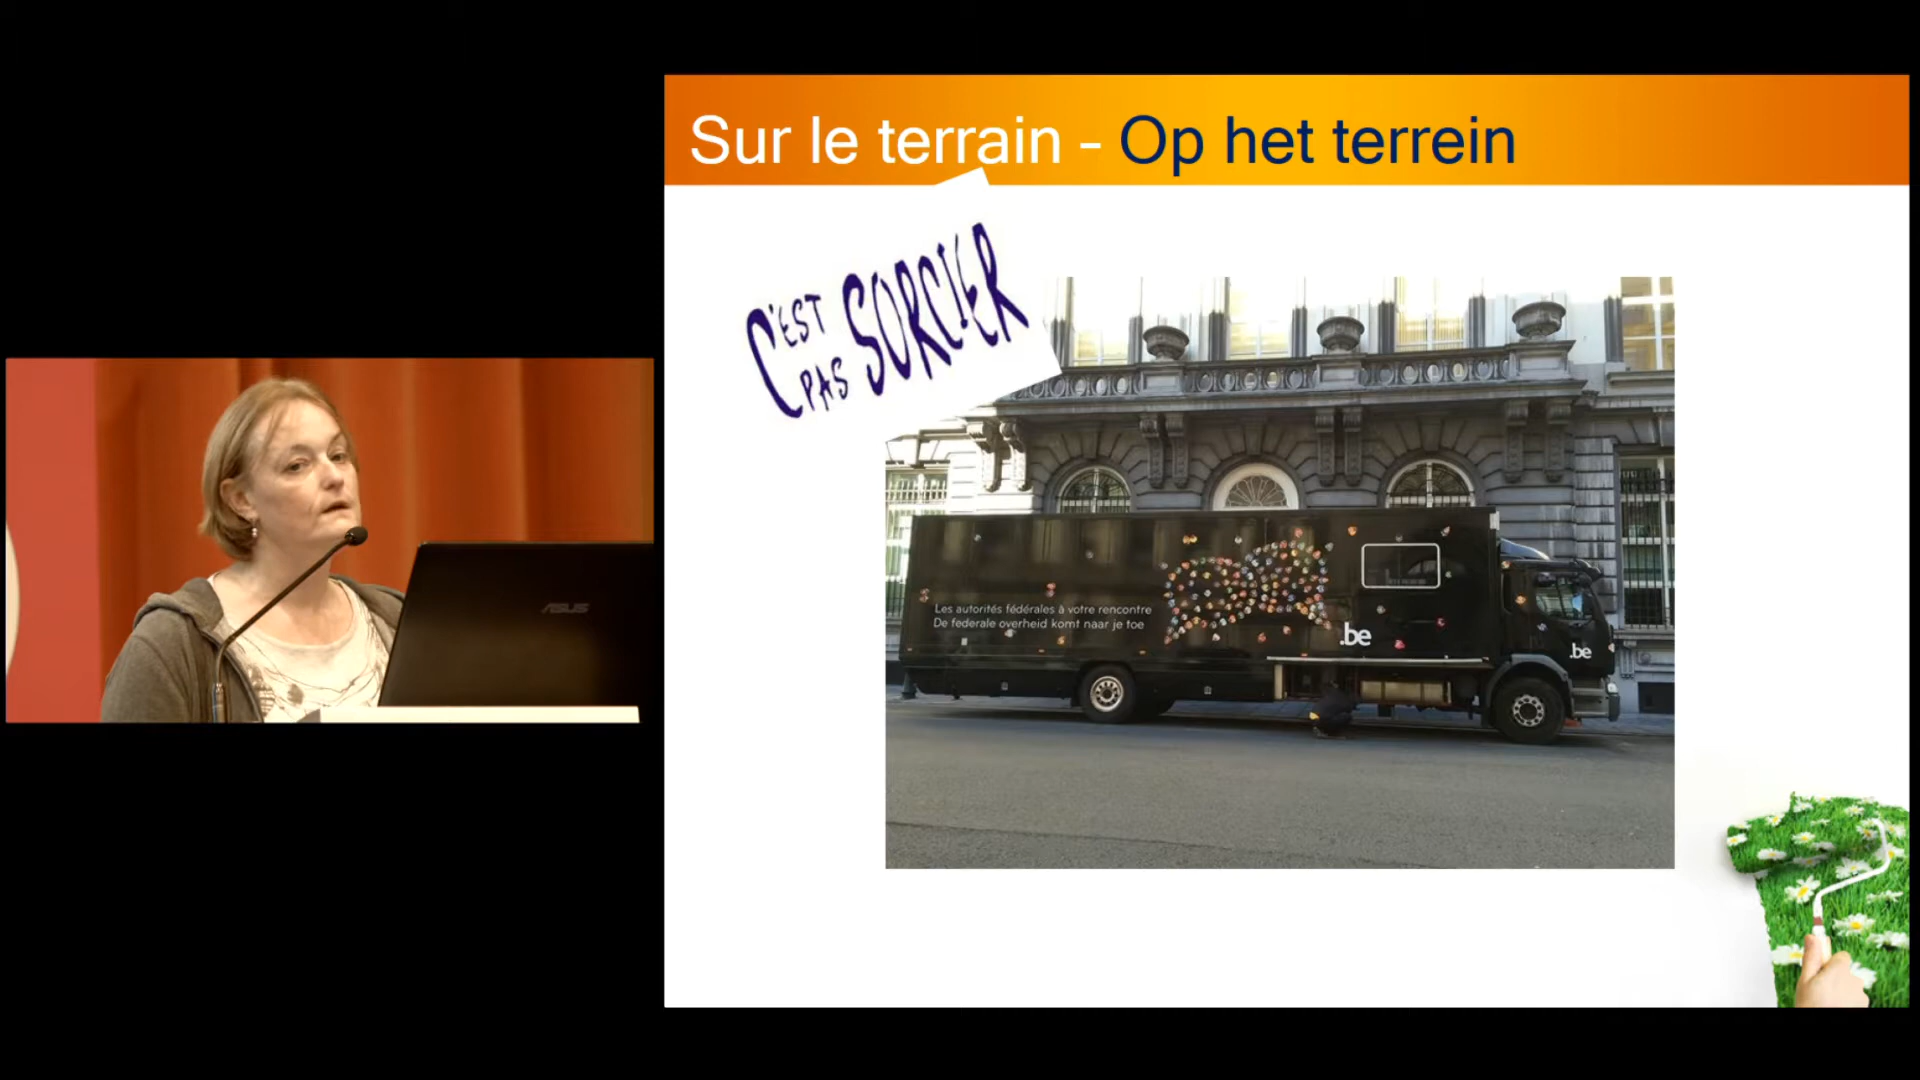 Sur le terrain - Op het terrein
C'EST
PAS SORCIER
Les autorités fédérales à votre rencontre
De federale overheid komt naar je toe
.be
.be
ASUS